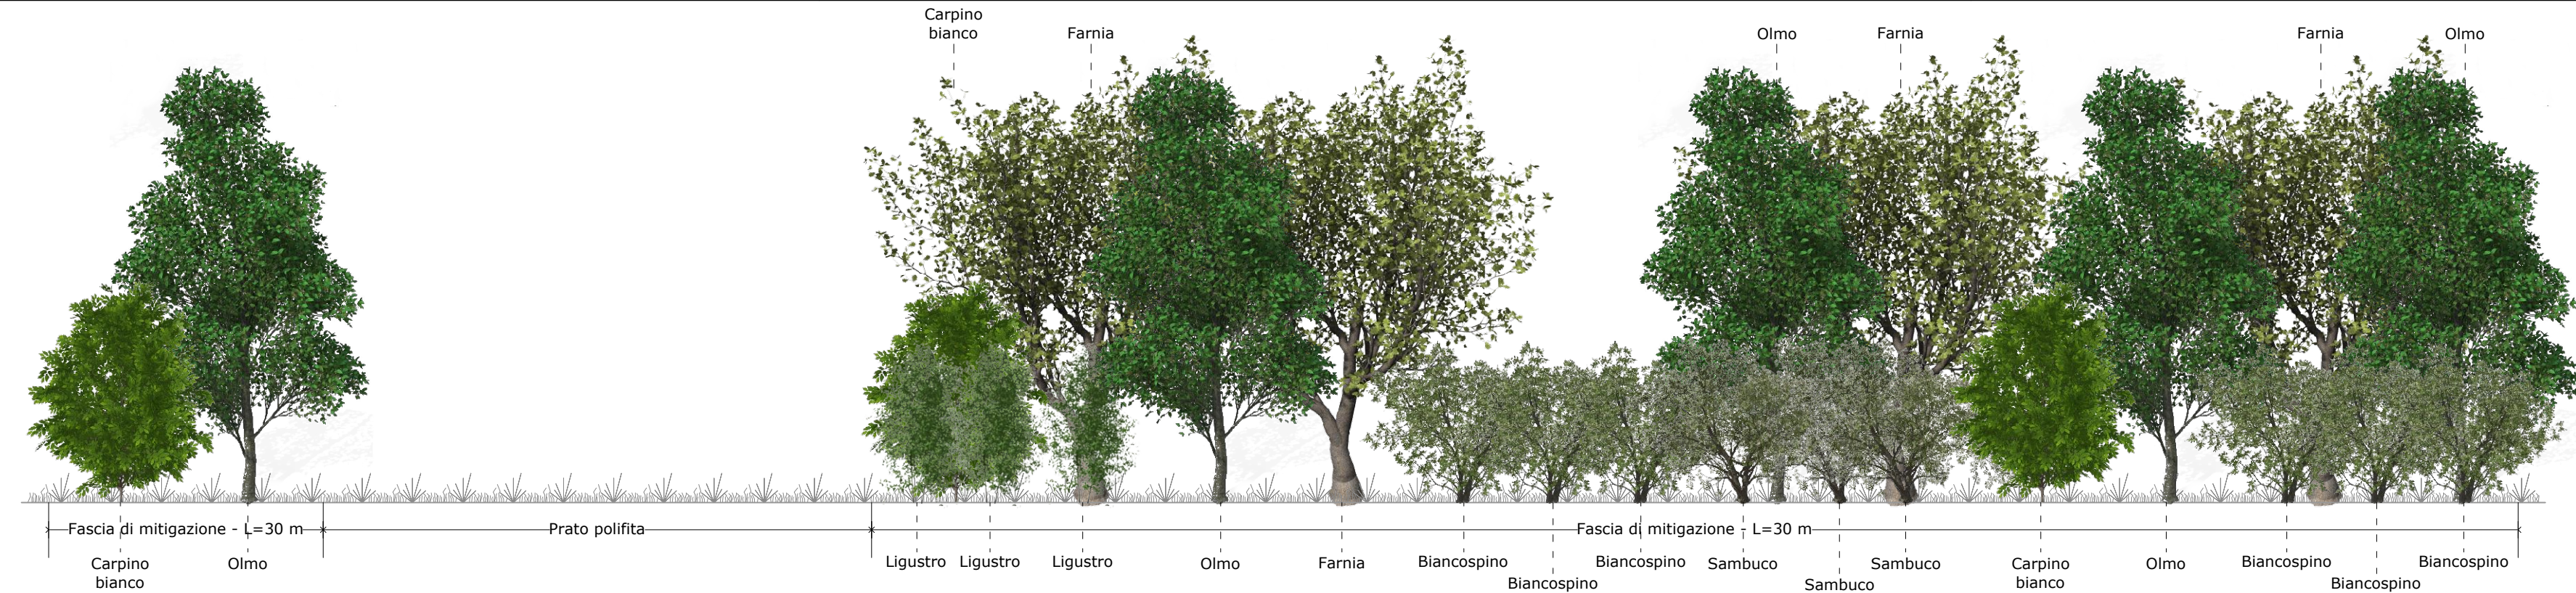 Carpino
bianco
Farnia
Olmo
Farnia
Farnia
Olmo
Fascia di mitigazione - L=30 m
Prato polifita
Fascia di mitigazione - L=30 m
Carpino
bianco
Olmo
Ligustro
Ligustro
Ligustro
Olmo
Farnia
Biancospino
Biancospino
Biancospino
Sambuco
Sambuco
Sambuco
Carpino
bianco
Olmo
Biancospino
Biancospino
Biancospino